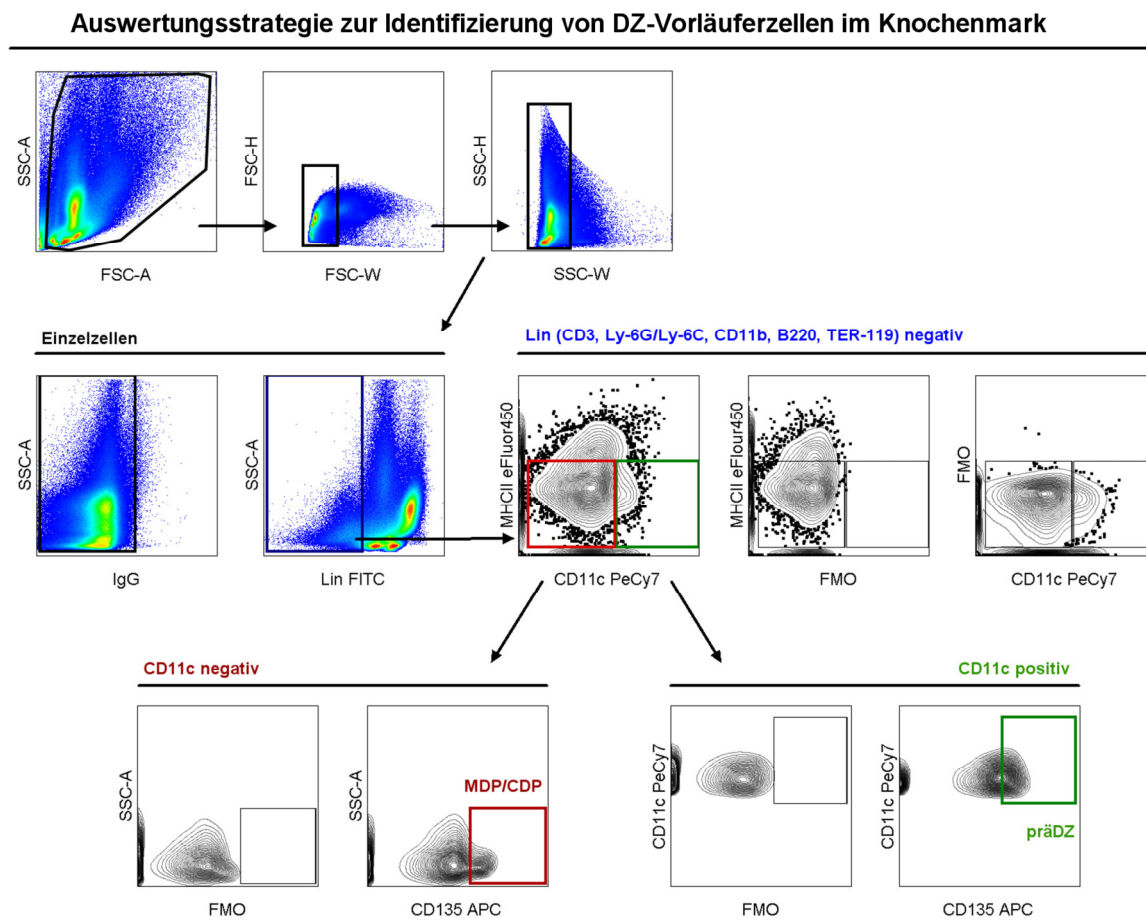 Auswertungsstrategie zur Identifizierung von DZ-Vorläuferzellen im Knochenmark
SSC-A
FSC-A
FSC-H
FSC-W
SSC-H
SSC-W
Einzelzellen
Lin (CD3, Ly-6G/Ly-6C, CD11b, B220, TER-119) negativ
SSC-A
IgG
SSC-A
Lin FITC
MHCII eFluor450
CD11c PeCy7
MHCII eFlour450
FMO
FMO
CD11c PeCy7
CD11c negativ
CD11c positiv
SSC-A
FMO
SSC-A
MDP/CDP
CD135 APC
CD11c PeCy7
FMO
CD11c PeCy7
präDZ
CD135 APC